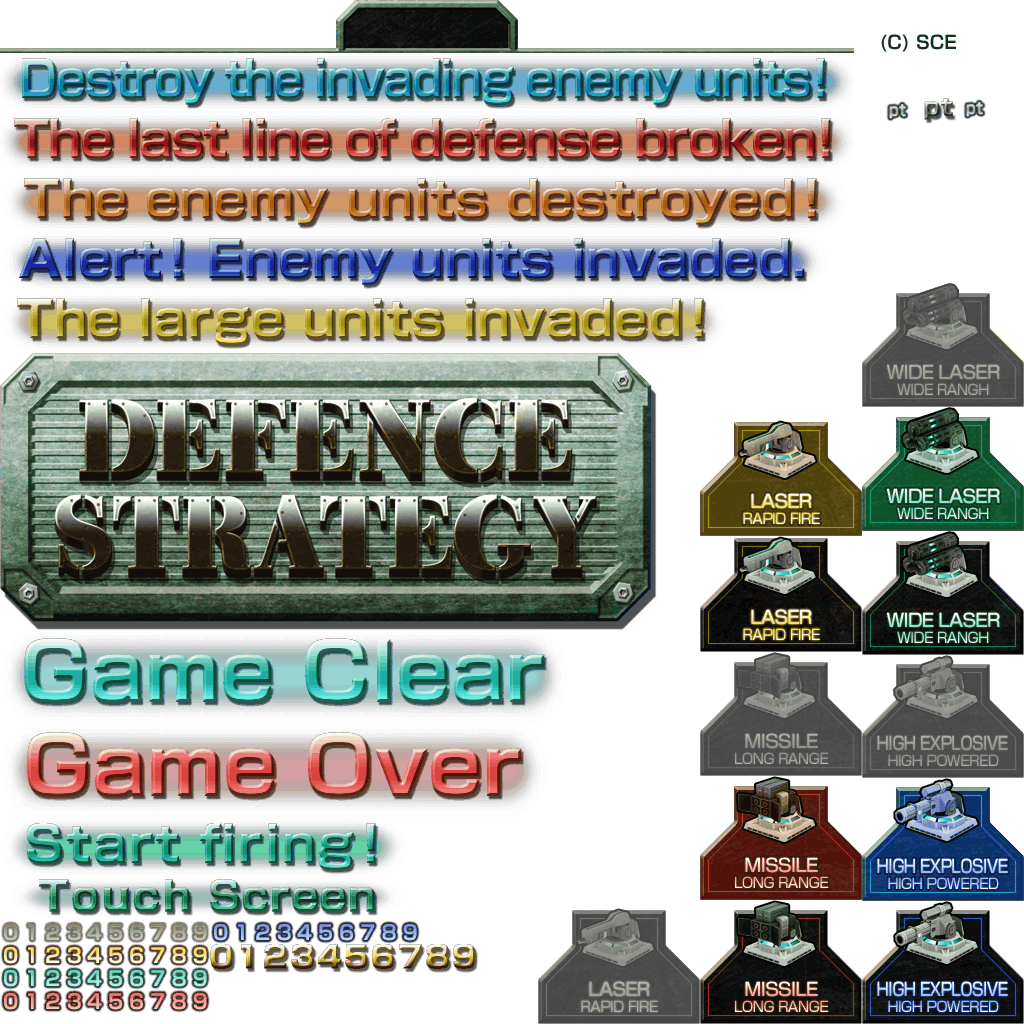 (C) SCE
Destroy the invading enemy units!
pt pt pt
The last line of defense broken!
The enemy units destroyed!
Alert! Enemy units invaded.
The large units invaded!
WIDE LASER
WIDE RANGH
DEFENCE
STRATEGY
LASER
RAPID FIRE
WIDE LASER
WIDE RANGH
LASER
RAPID FIRE
WIDE LASER
WIDE RANGH
Game Clear
MISSILE
LONG RANGE
HIGH EXPLOSIVE
HIGH POWERED
Game Over
Start firing!
MISSILE
LONG RANGE
HIGH EXPLOSIVE
HIGH POWERED
Touch Screen
0123456789
0123456789
0123456789
0123456789
0123456789
0123456789
LASER
RAPID FIRE
MISSILE
LONG RANGE
HIGH EXPLOSIVE
HIGH POWERED